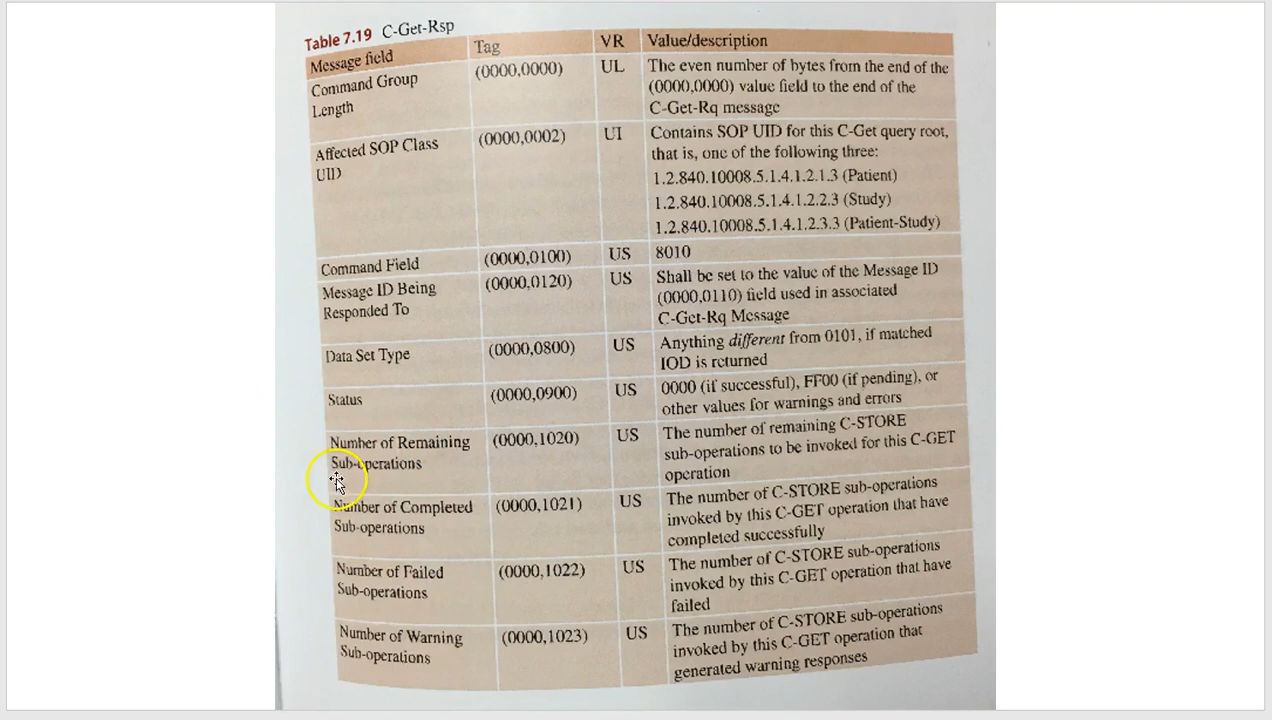 Table 7.19 C-Get-Rsp
Message field Tag VR Value/description
Command Group (0000,0000) UL The even number of bytes from the end of the
Length (0000,0000) value field to the end of the
C-Get-Rq message
Affected SOP Class (0000,0002) UI Contains SOP UID for this C-Get query root,
UID that is, one of the following three:
1.2.840.10008.5.1.4.1.2.1.3 (Patient)
1.2.840.10008.5.1.4.1.2.2.3 (Study)
1.2.840.10008.5.1.4.1.2.3.3 (Patient-Study)
Command Field (0000,0100) US 8010
Message ID Being (0000,0120) US Shall be set to the value of the Message ID
Responded To (0000,0110) field used in associated
C-Get-Rq Message
Data Set Type (0000,0800) US Anything different from 0101, if matched
IOD is returned
Status (0000,0900) US 0000 (if successful), FF00 (if pending), or
other values for warnings and errors
Number of Remaining (0000,1020) US The number of remaining C-STORE
Sub-operations sub-operations to be invoked for this C-GET
operation
Number of Completed (0000,1021) US The number of C-STORE sub-operations
Sub-operations invoked by this C-GET operation that have
completed successfully
Number of Failed (0000,1022) US The number of C-STORE sub-operations
Sub-operations invoked by this C-GET operation that have
failed
Number of Warning (0000,1023) US The number of C-STORE sub-operations
Sub-operations invoked by this C-GET operation that
generated warning responses